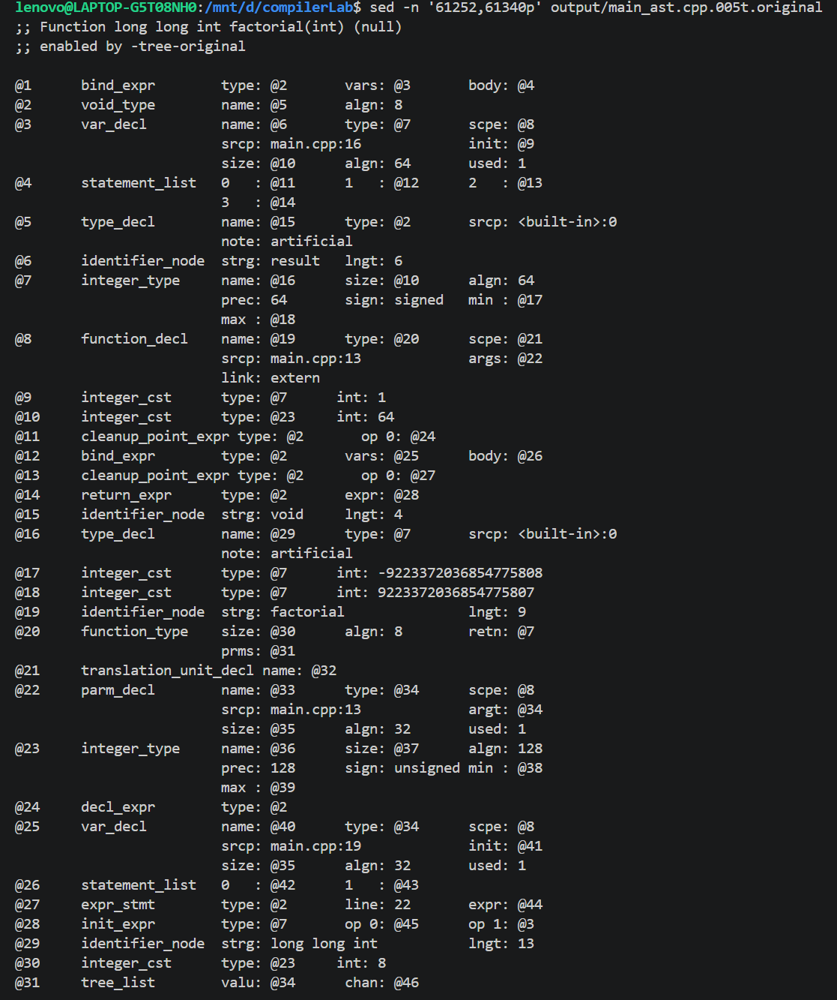 lenovo@LAPTOP-G5T08NH0:/mnt/d/compilerLab$ sed -n '61252,61340p' output/main_ast.cpp.005t.original
;; Function long long int factorial(int) (null)
;; enabled by -tree-original

@1      bind_expr        type: @2       vars: @3       body: @4
@2      void_type        name: @5       algn: 8
@3      var_decl         name: @6       type: @7       scpe: @8
                         srcp: main.cpp:16             init: @9
                         size: @10      algn: 64       used: 1
@4      statement_list   0   : @11      1   : @12      2   : @13
                         3   : @14
@5      type_decl        name: @15      type: @2       srcp: <built-in>:0
                         note: artificial
@6      identifier_node  strg: result   lngt: 6
@7      integer_type     name: @16      size: @10      algn: 64
                         prec: 64       sign: signed   min : @17
                         max : @18
@8      function_decl    name: @19      type: @20      scpe: @21
                         srcp: main.cpp:13             args: @22
                         link: extern
@9      integer_cst      type: @7      int: 1
@10     integer_cst      type: @23     int: 64
@11     cleanup_point_expr type: @2       op 0: @24
@12     bind_expr        type: @2       vars: @25      body: @26
@13     cleanup_point_expr type: @2       op 0: @27
@14     return_expr      type: @2       expr: @28
@15     identifier_node  strg: void     lngt: 4
@16     type_decl        name: @29      type: @7       srcp: <built-in>:0
                         note: artificial
@17     integer_cst      type: @7      int: -9223372036854775808
@18     integer_cst      type: @7      int: 9223372036854775807
@19     identifier_node  strg: factorial               lngt: 9
@20     function_type    size: @30      algn: 8        retn: @7
                         prms: @31
@21     translation_unit_decl name: @32
@22     parm_decl        name: @33      type: @34      scpe: @8
                         srcp: main.cpp:13             argt: @34
                         size: @35      algn: 32       used: 1
@23     integer_type     name: @36      size: @37      algn: 128
                         prec: 128      sign: unsigned min : @38
                         max : @39
@24     decl_expr        type: @2
@25     var_decl         name: @40      type: @34      scpe: @8
                         srcp: main.cpp:19             init: @41
                         size: @35      algn: 32       used: 1
@26     statement_list   0   : @42      1   : @43
@27     expr_stmt        type: @2       line: 22       expr: @44
@28     init_expr        type: @7       op 0: @45      op 1: @3
@29     identifier_node  strg: long long int           lngt: 13
@30     integer_cst      type: @23     int: 8
@31     tree_list        valu: @34      chan: @46